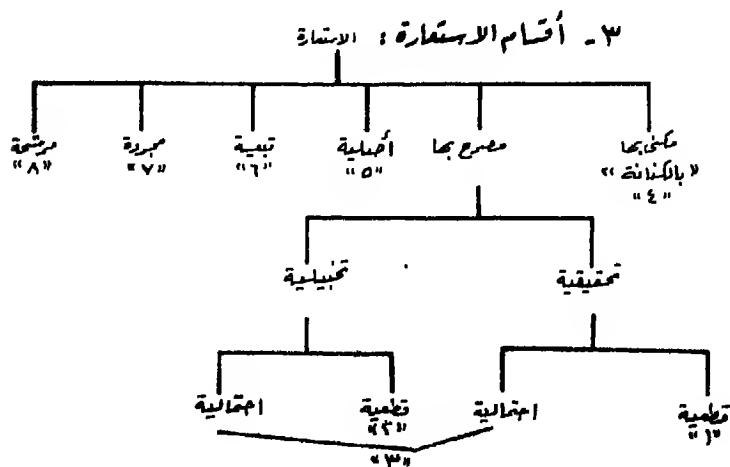 ٣- أقسام الاستعارة : الاستعارة
مكنى بها مصرح بها أصلية تبعية مجردة مرشحة
"بالكناية" "٥" "٦" "٧" "٨"
"٤"
تحقيقية تخييلية
قطعية احتمالية قطعية احتمالية
"١" "٢"
"٣"